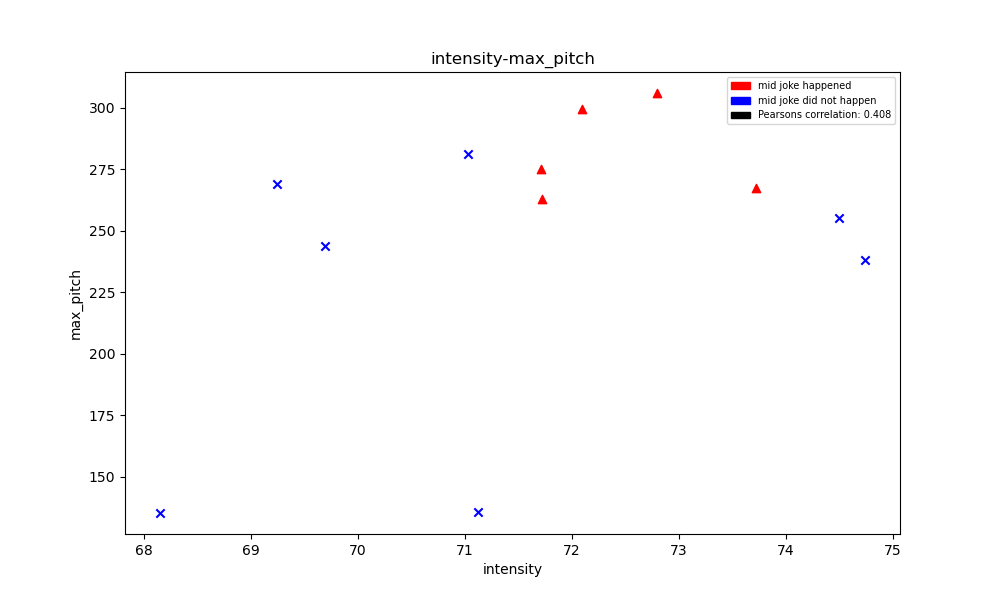 intensity-max_pitch
mid joke happened
mid joke did not happen
Pearsons correlation: 0.408
max_pitch
300
275
250
225
200
175
150
68 69 70 71 72 73 74 75
intensity